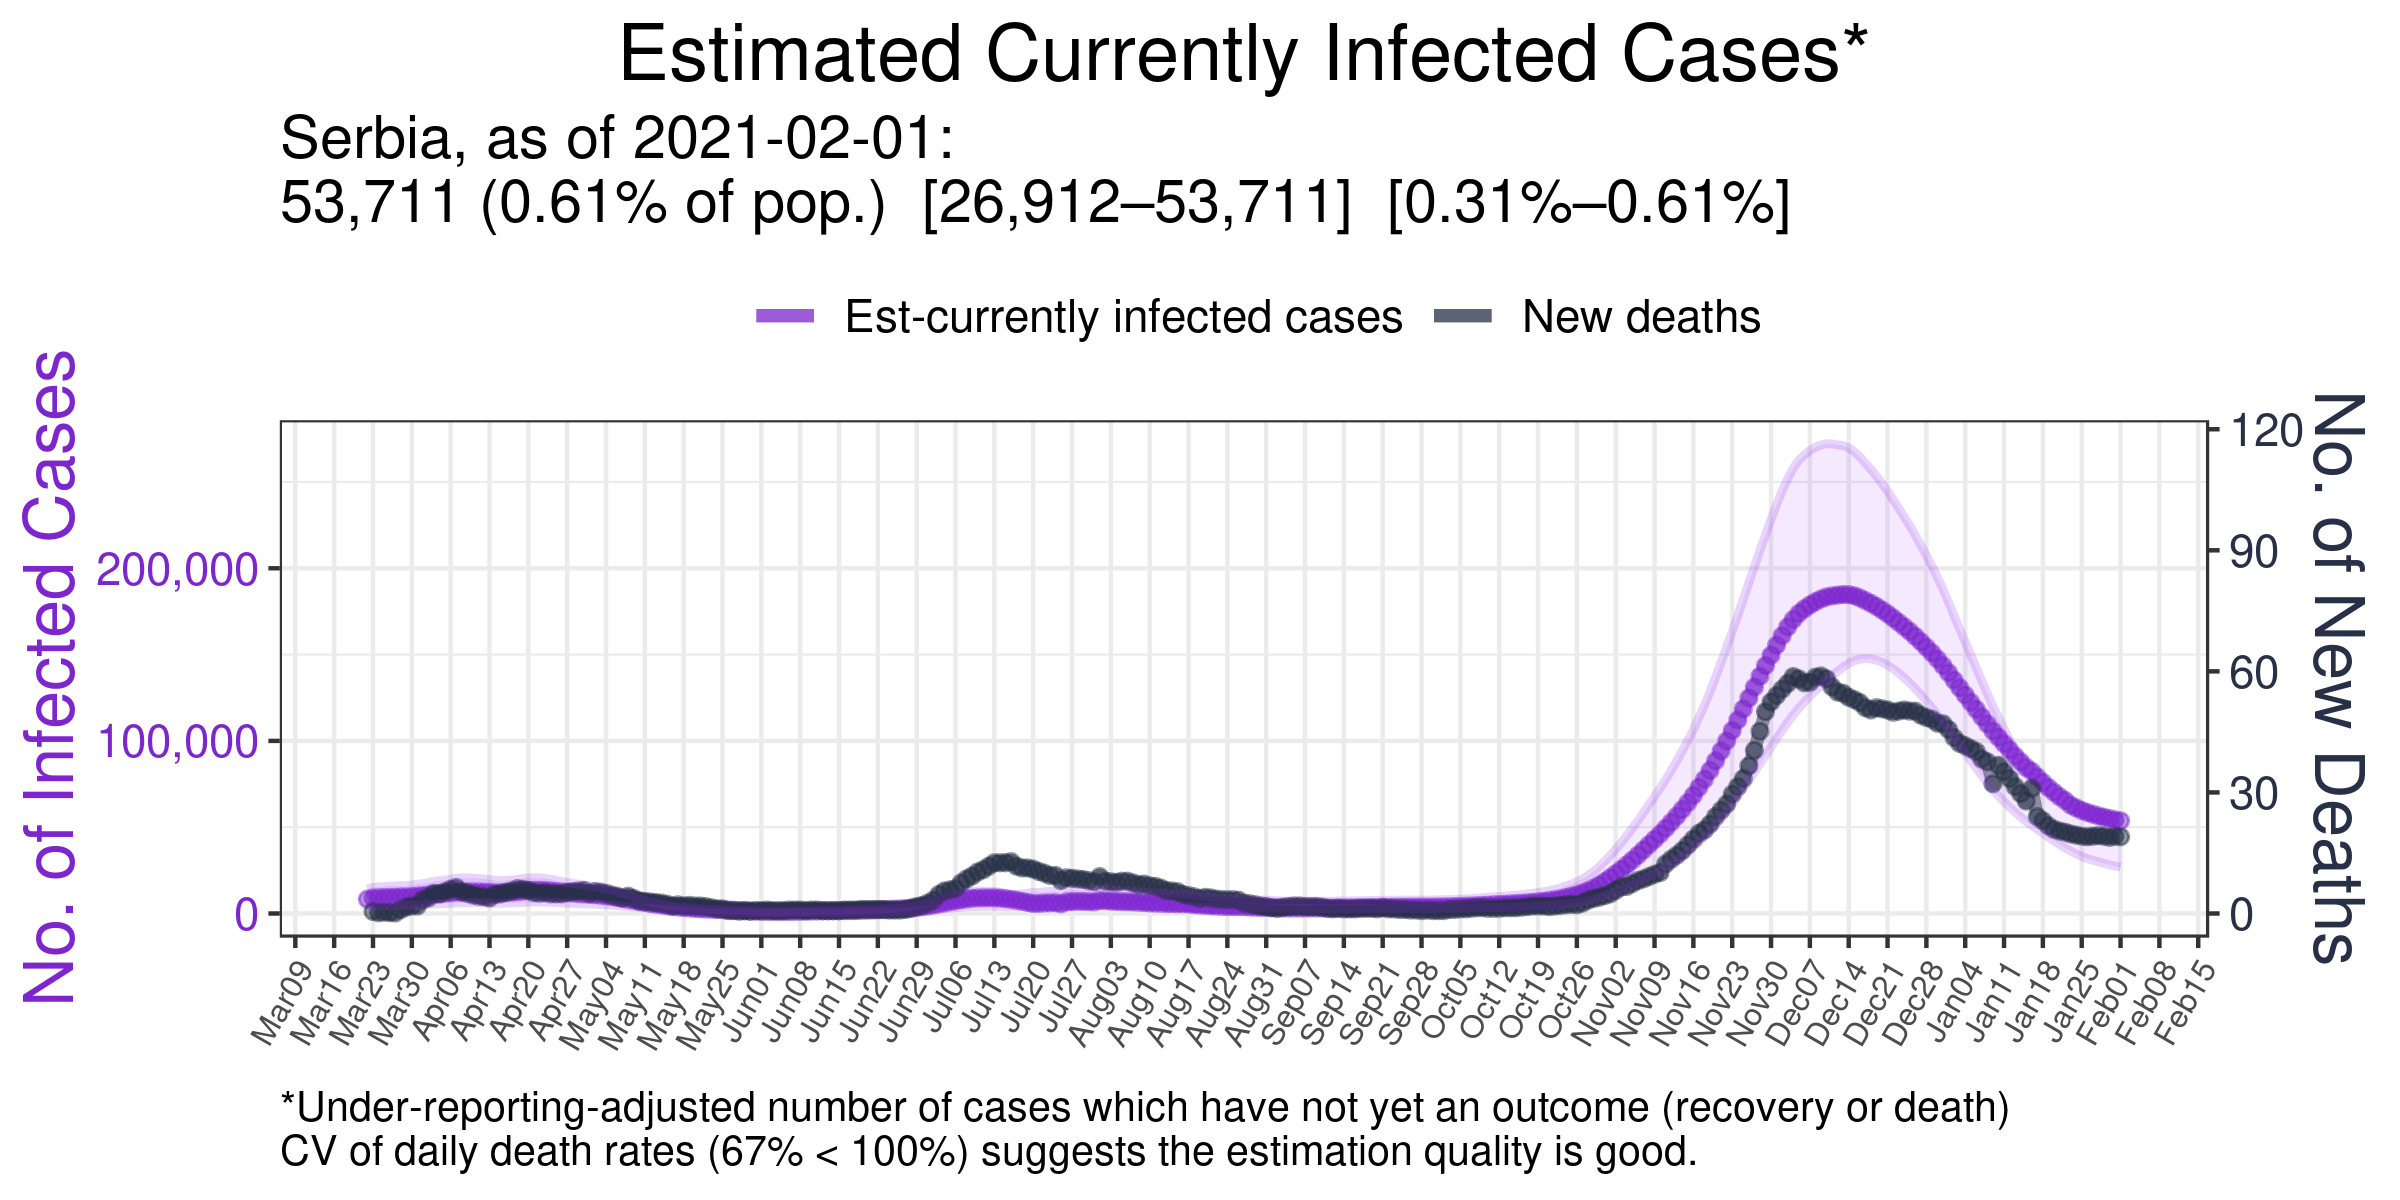 Estimated Currently Infected Cases*
Serbia, as of 2021-02-01:
53,711 (0.61% of pop.)  [26,912–53,711]  [0.31%–0.61%]
Est-currently infected cases
New deaths
No. of Infected Cases
200,000
100,000
0
120
90
60
30
0
No. of New Deaths
Mar09
Mar16
Mar23
Mar30
Apr06
Apr13
Apr20
Apr27
May04
May11
May18
May25
Jun01
Jun08
Jun15
Jun22
Jun29
Jul06
Jul13
Jul20
Jul27
Aug03
Aug10
Aug17
Aug24
Aug31
Sep07
Sep14
Sep21
Sep28
Oct05
Oct12
Oct19
Oct26
Nov02
Nov09
Nov16
Nov23
Nov30
Dec07
Dec14
Dec21
Dec28
Jan04
Jan11
Jan18
Jan25
Feb01
Feb08
Feb15
*Under-reporting-adjusted number of cases which have not yet an outcome (recovery or death)
CV of daily death rates (67% < 100%) suggests the estimation quality is good.